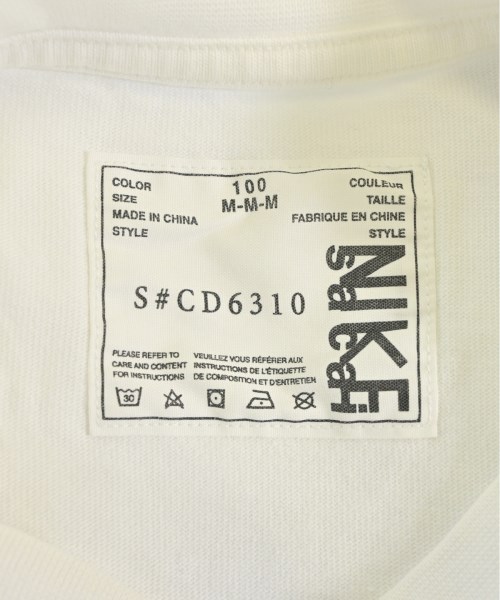 COLOR 100 COULEUR
SIZE M-M-M TAILLE
MADE IN CHINA FABRIQUE EN CHINE
STYLE STYLE
S#CD6310
NIKE
sacai
PLEASE REFER TO
CARE AND CONTENT
FOR INSTRUCTIONS
VEUILLEZ VOUS RÉFÉRER AUX
INSTRUCTIONS DE L'ÉTIQUETTE
DE COMPOSITION ET D'ENTRETIEN
30